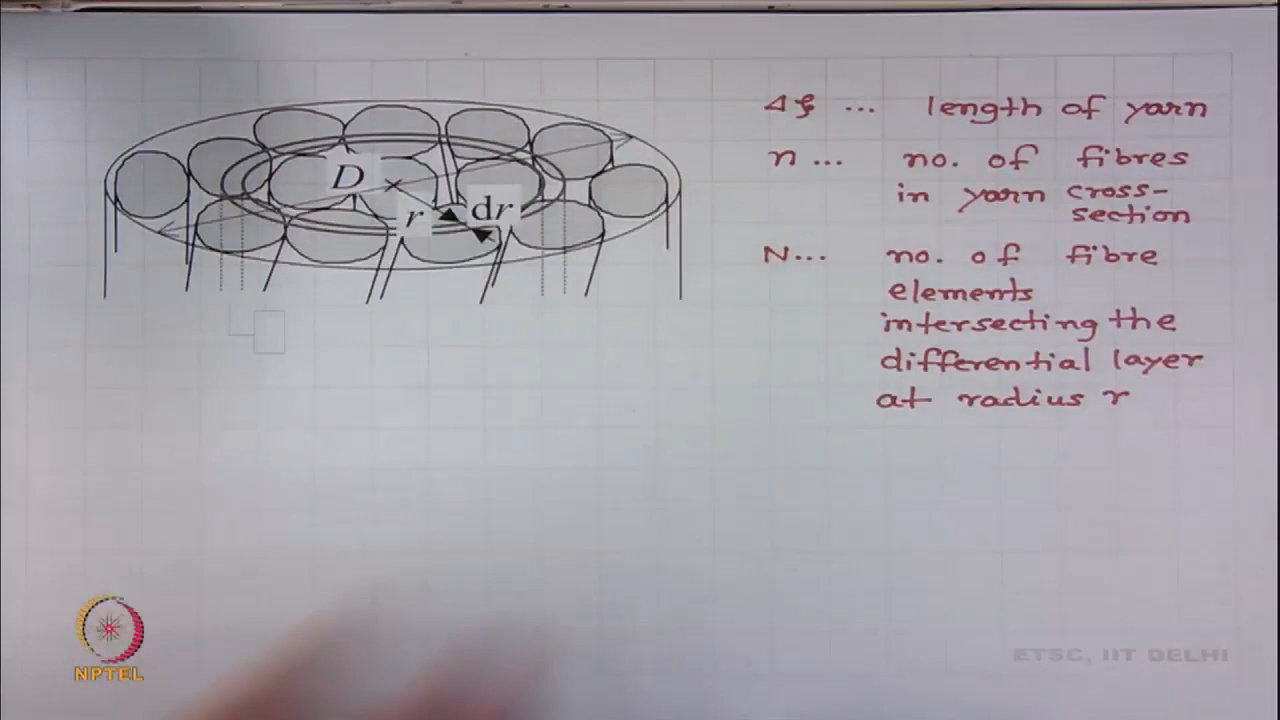 Δξ ... length of yarn
n ... no. of fibres
in yarn cross-
section
N... no. of fibre
elements
intersecting the
differential layer
at radius r
D
r
dr
NPTEL
ETSC, IIT DELHI